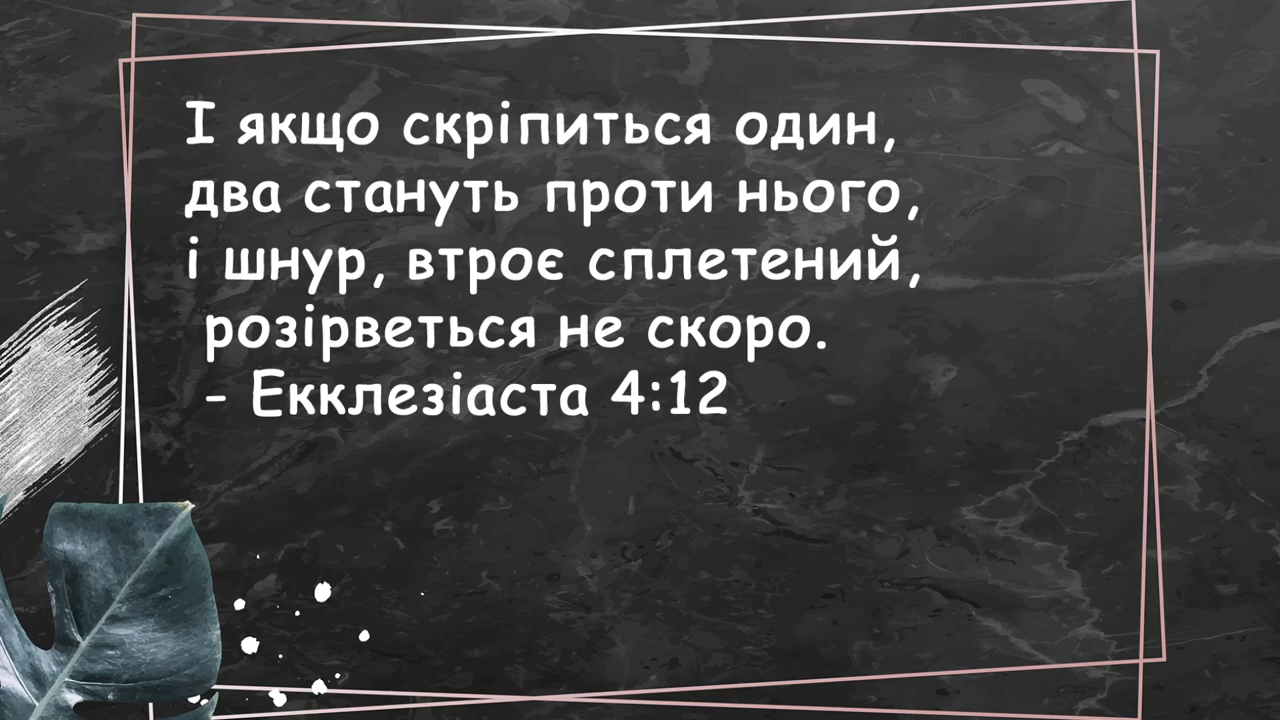 І якщо скріпиться один,
два стануть проти нього,
і шнур, втроє сплетений,
розірветься не скоро.
- Екклезіаста 4:12